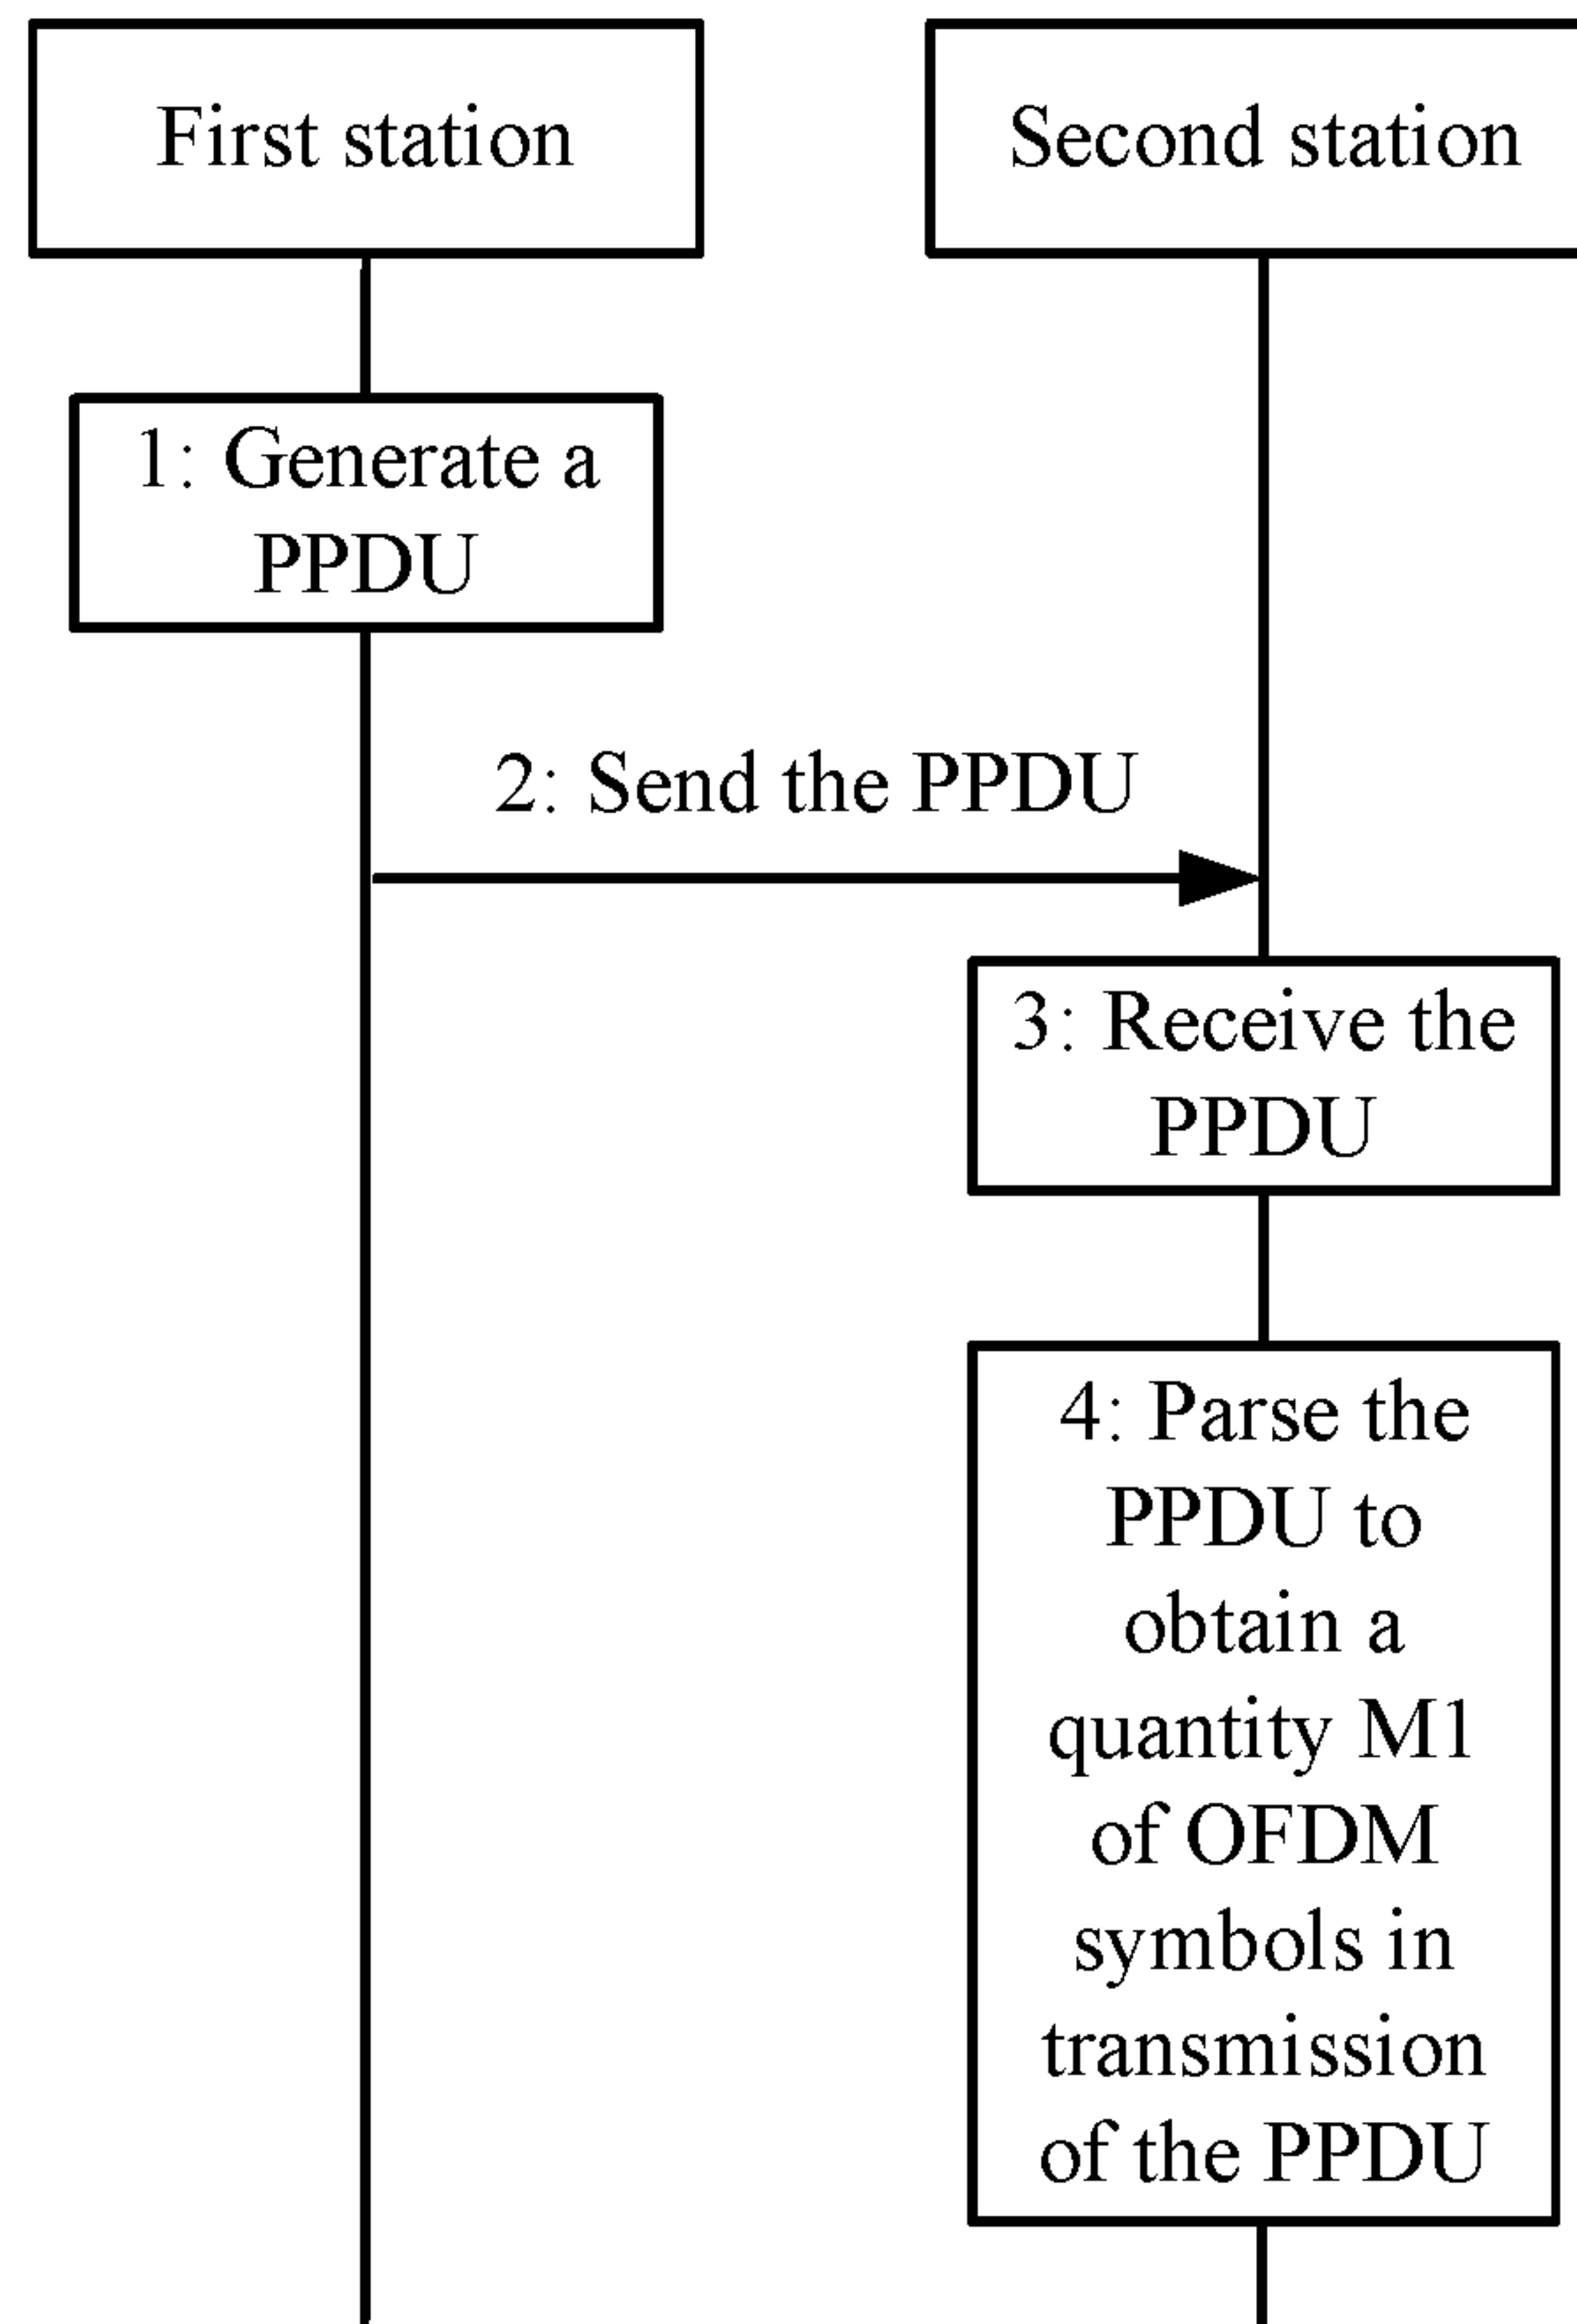 First station
Second station
1: Generate a
PPDU
2: Send the PPDU
3: Receive the
PPDU
4: Parse the
PPDU to
obtain a
quantity M1
of OFDM
symbols in
transmission
of the PPDU